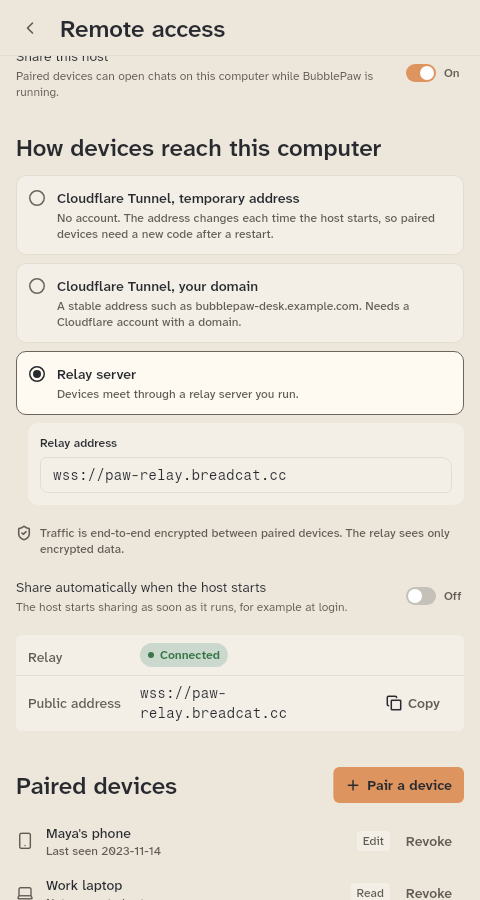 Remote access
Share this host
Paired devices can open chats on this computer while BubblePaw is
running.
On
How devices reach this computer
Cloudflare Tunnel, temporary address
No account. The address changes each time the host starts, so paired
devices need a new code after a restart.
Cloudflare Tunnel, your domain
A stable address such as bubblepaw-desk.example.com. Needs a
Cloudflare account with a domain.
Relay server
Devices meet through a relay server you run.
Relay address
wss://paw-relay.breadcat.cc
Traffic is end-to-end encrypted between paired devices. The relay sees only
encrypted data.
Share automatically when the host starts
The host starts sharing as soon as it runs, for example at login.
Off
Relay
Connected
Public address
wss://paw-
relay.breadcat.cc
Copy
Paired devices
Pair a device
Maya's phone
Last seen 2023-11-14
Edit
Revoke
Work laptop
Read
Revoke